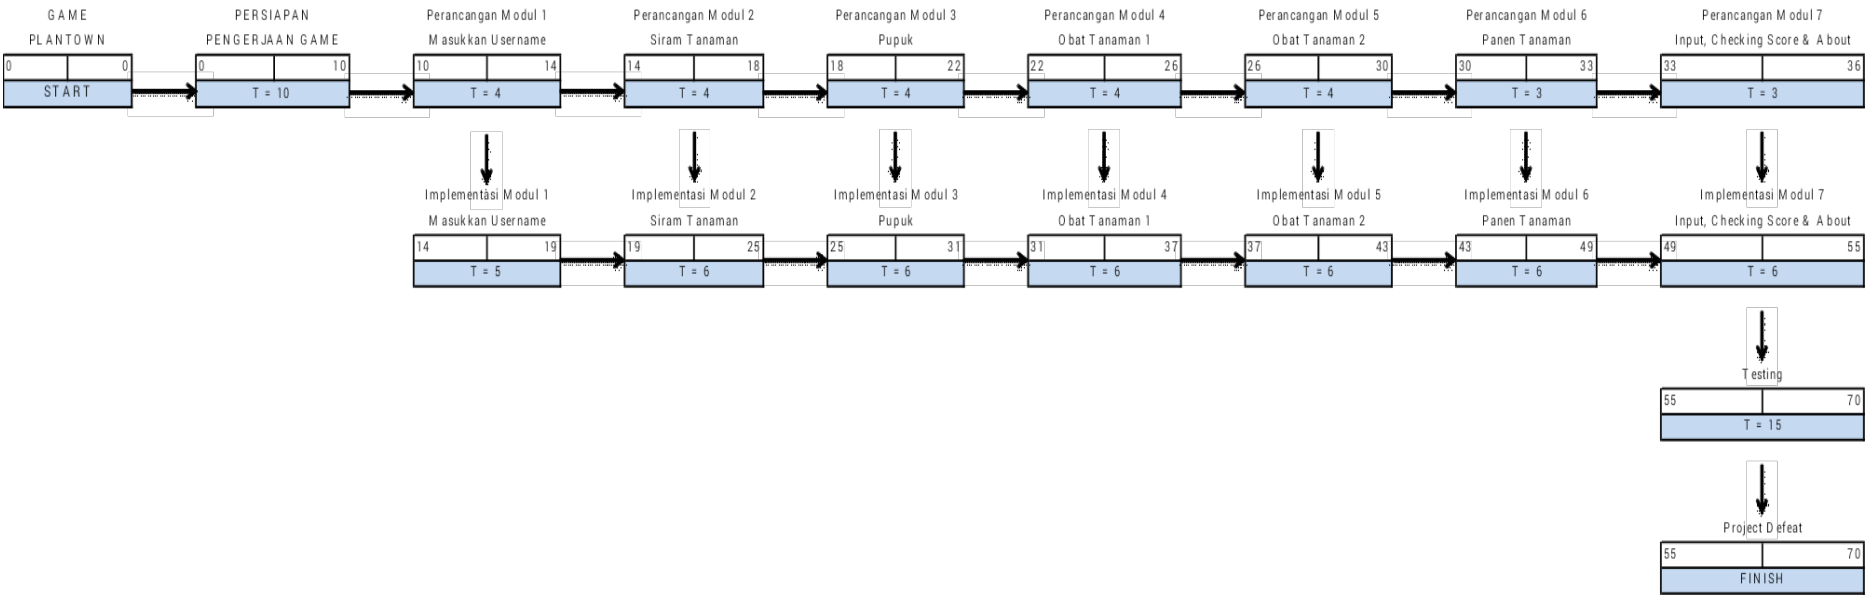 GAME
PLANTOWN
0 0
START
PERSIAPAN
PENGERJAAN GAME
0 10
T = 10
Perancangan Modul 1
Masukkan Username
10 14
T = 4
Perancangan Modul 2
Siram Tanaman
14 18
T = 4
Perancangan Modul 3
Pupuk
18 22
T = 4
Perancangan Modul 4
Obat Tanaman 1
22 26
T = 4
Perancangan Modul 5
Obat Tanaman 2
26 30
T = 4
Perancangan Modul 6
Panen Tanaman
30 33
T = 3
Perancangan Modul 7
Input, Checking Score & About
33 36
T = 3
Implementasi Modul 1
Masukkan Username
14 19
T = 5
Implementasi Modul 2
Siram Tanaman
19 25
T = 6
Implementasi Modul 3
Pupuk
25 31
T = 6
Implementasi Modul 4
Obat Tanaman 1
31 37
T = 6
Implementasi Modul 5
Obat Tanaman 2
37 43
T = 6
Implementasi Modul 6
Panen Tanaman
43 49
T = 6
Implementasi Modul 7
Input, Checking Score & About
49 55
T = 6
Testing
55 70
T = 15
Project Defeat
55 70
FINISH